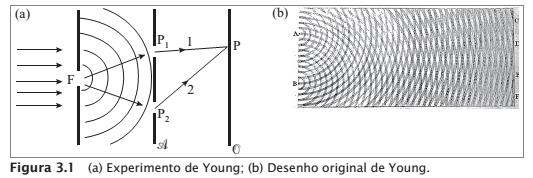 (a)
F
P₁
1
P
2
P₂
𝒜
𝒪
(b)
A
B
C
D
E
F
Figura 3.1 (a) Experimento de Young; (b) Desenho original de Young.